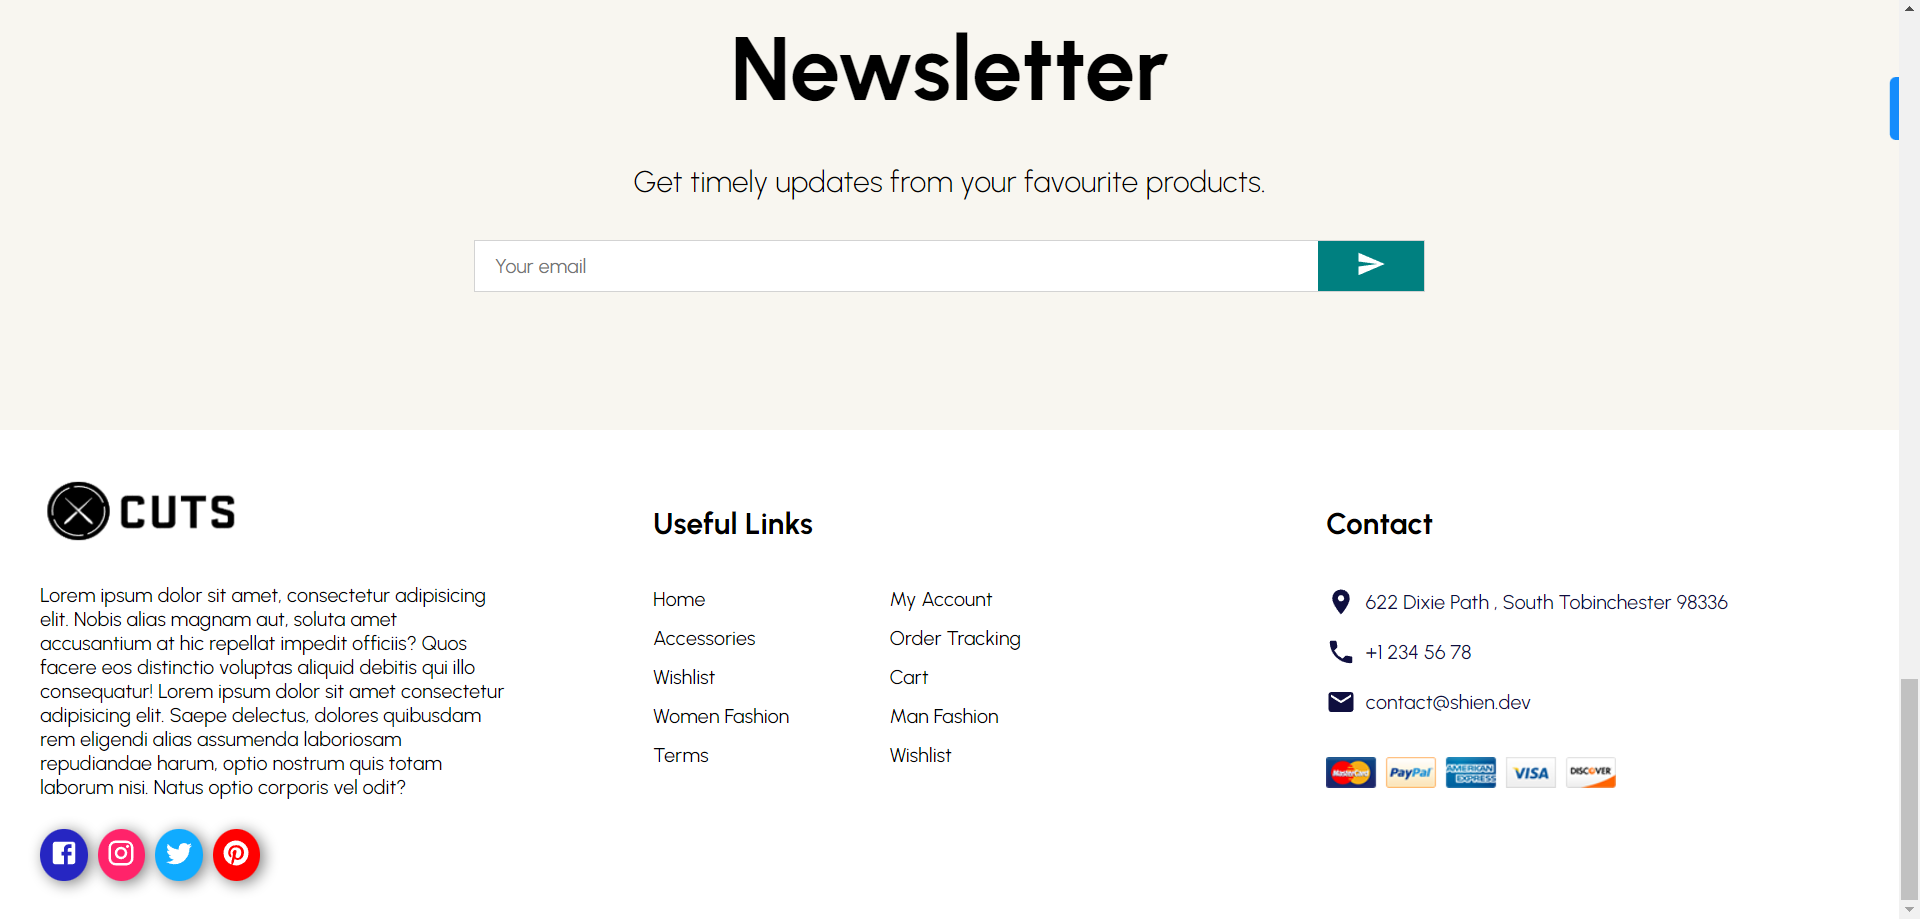 Newsletter
Get timely updates from your favourite products.
Your email
CUTS
Lorem ipsum dolor sit amet, consectetur adipisicing
elit. Nobis alias magnam aut, soluta amet
accusantium at hic repellat impedit officiis? Quos
facere eos distinctio voluptas aliquid debitis qui illo
consequatur! Lorem ipsum dolor sit amet consectetur
adipisicing elit. Saepe delectus, dolores quibusdam
rem eligendi alias assumenda laboriosam
repudiandae harum, optio nostrum quis totam
laborum nisi. Natus optio corporis vel odit?
Useful Links
Home
Accessories
Wishlist
Women Fashion
Terms
My Account
Order Tracking
Cart
Man Fashion
Wishlist
Contact
622 Dixie Path , South Tobinchester 98336
+1 234 56 78
contact@shien.dev
MasterCard
PayPal
AMERICAN
EXPRESS
VISA
DISCOVER